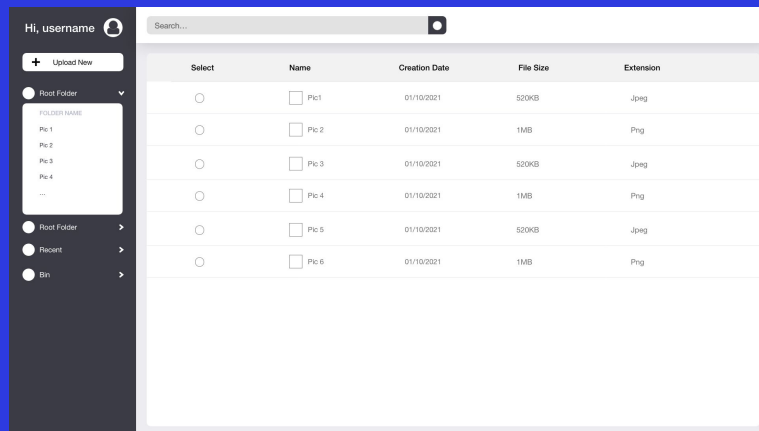 Hi, username
Upload New
Root Folder
FOLDER NAME
Pic 1
Pic 2
Pic 3
Pic 4
...
Root Folder
Recent
Bin
Search...
Select Name Creation Date File Size Extension
Pic1 01/10/2021 520KB Jpeg
Pic 2 01/10/2021 1MB Png
Pic 3 01/10/2021 520KB Jpeg
Pic 4 01/10/2021 1MB Png
Pic 5 01/10/2021 520KB Jpeg
Pic 6 01/10/2021 1MB Png